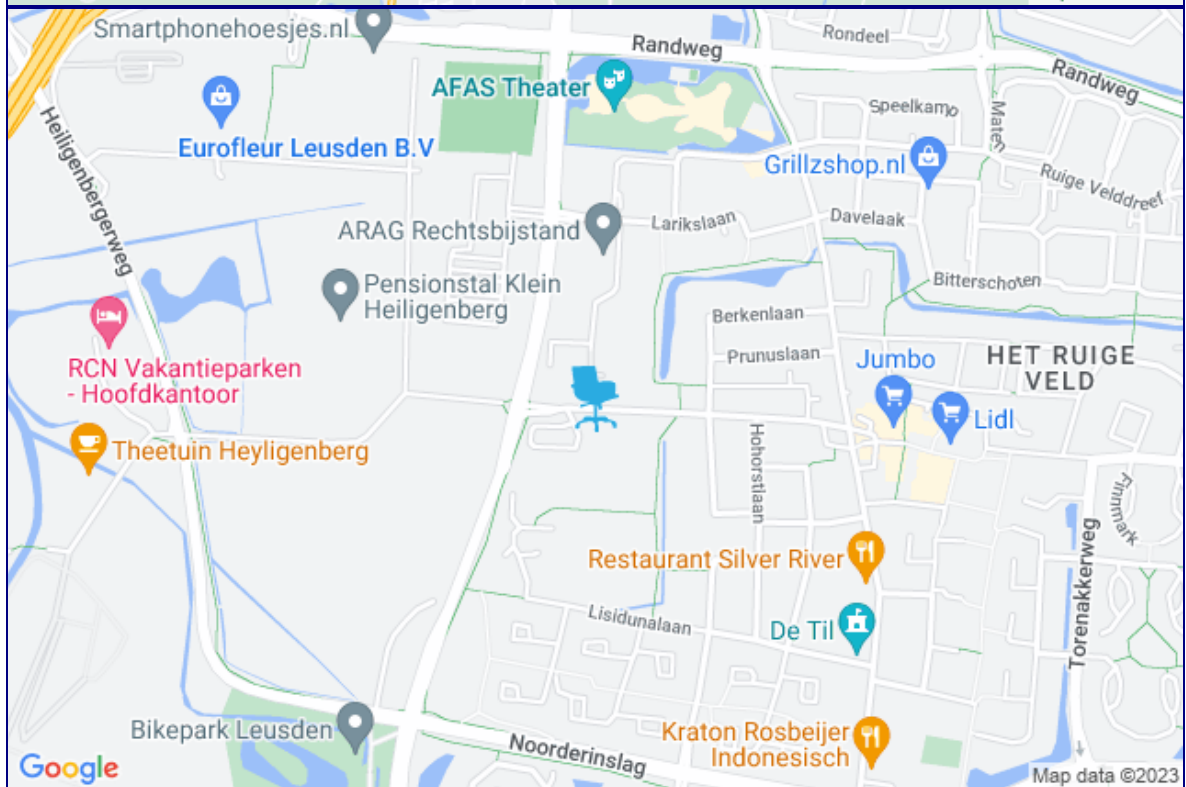 Smartphonehoesjes.nl
Randweg
Rondeel
Randweg
AFAS Theater
Speelkamp
Maten
Heiligenbergerweg
Eurofleur Leusden B.V
Grillzshop.nl
Ruige Velddreef
ARAG Rechtsbijstand
Larikslaan
Davelaak
Pensionstal Klein
Heiligenberg
Bitterschoten
Berkenlaan
RCN Vakantieparken
- Hoofdkantoor
Prunuslaan
Jumbo
HET RUIGE
VELD
Lidl
Theetuin Heyligenberg
Hohorstlaan
Finnmark
Restaurant Silver River
Torenakkerweg
Lisidunalaan
De Til
Bikepark Leusden
Kraton Rosbeijer
Indonesisch
Noorderinslag
Google
Map data ©2023